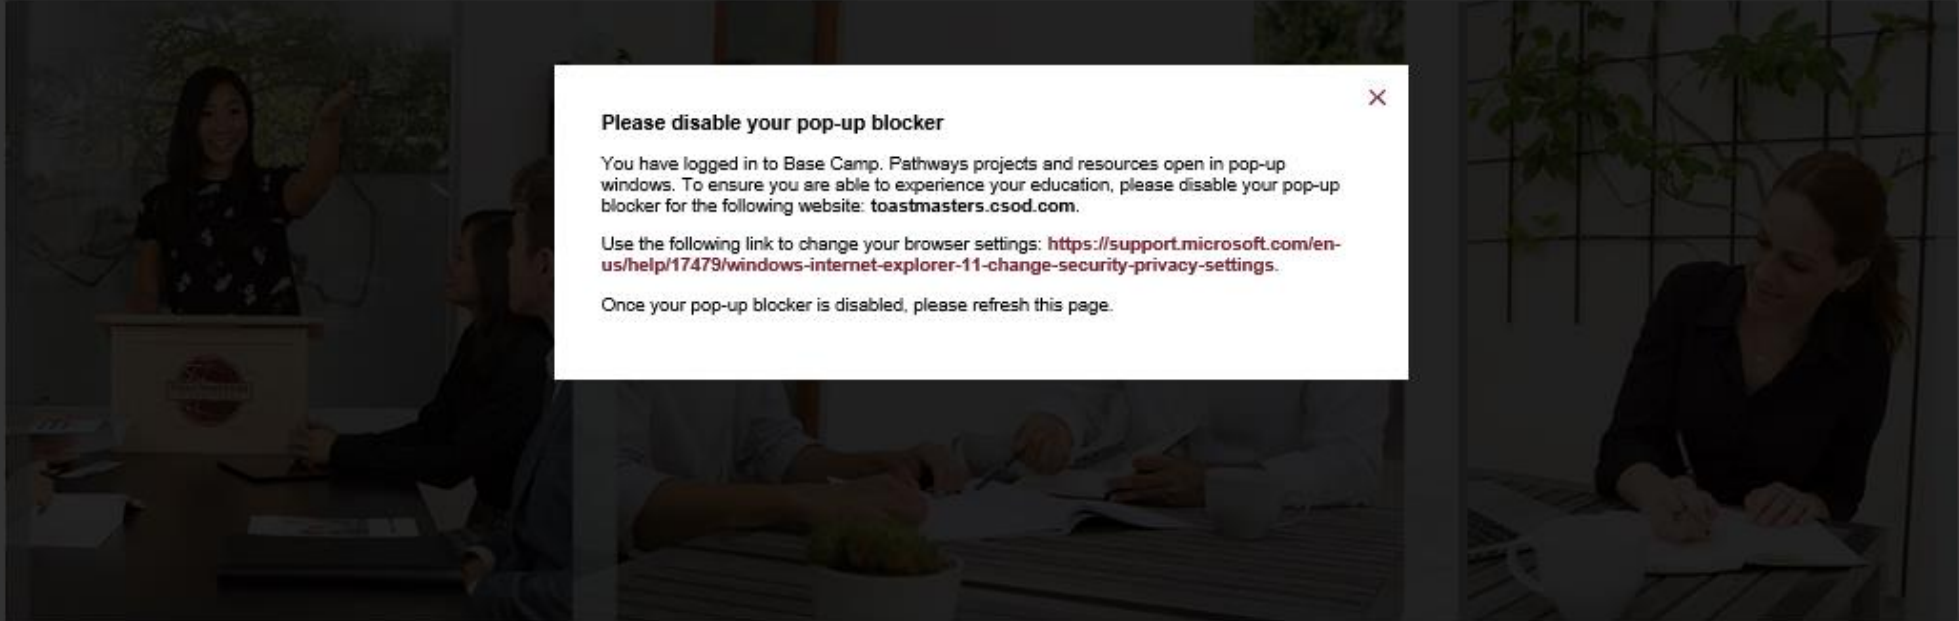 Please disable your pop-up blocker
You have logged in to Base Camp. Pathways projects and resources open in pop-up
windows. To ensure you are able to experience your education, please disable your pop-up
blocker for the following website: toastmasters.csod.com.
Use the following link to change your browser settings: https://support.microsoft.com/en-
us/help/17479/windows-internet-explorer-11-change-security-privacy-settings.
Once your pop-up blocker is disabled, please refresh this page.